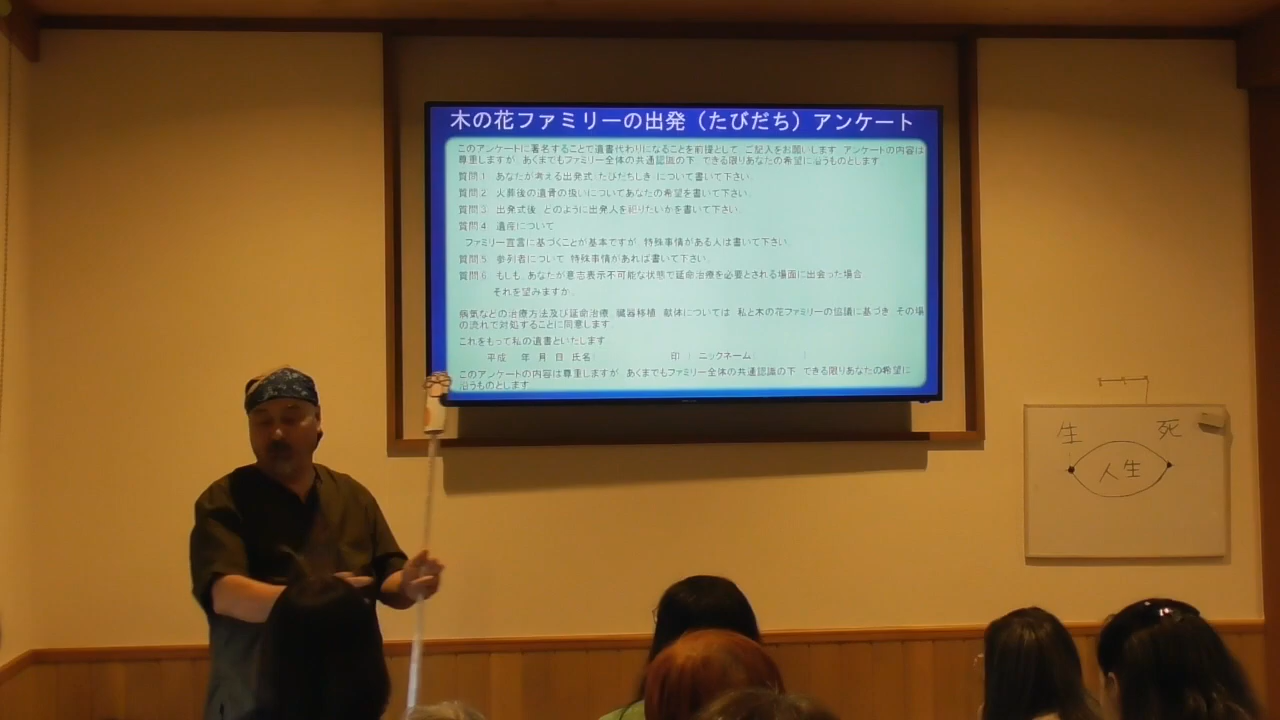 木の花ファミリーの出発（たびだち）アンケート
このアンケートに署名することで遺書代わりになることを前提として、ご記入をお願いします。アンケートの内容は
尊重しますが、あくまでもファミリー全体の共通認識の下、できる限りあなたの希望に沿うものとします。
質問1 あなたが考える出発式（たびだちしき）について書いて下さい。
質問2 火葬後の遺骨の扱いについてあなたの希望を書いて下さい。
質問3 出発式後、どのように出発人を祀りたいかを書いて下さい。
質問4 遺産について
ファミリー宣言に基づくことが基本ですが、特殊事情がある人は書いて下さい。
質問5 参列者について、特殊事情があれば書いて下さい。
質問6 もしも、あなたが意志表示不可能な状態で延命治療を必要とされる場面に出会った場合
それを望みますか。
病気などの治療方法及び延命治療、臓器移植、献体については、私と木の花ファミリーの協議に基づき、その場
の流れで対処することに同意します。
これをもって私の遺書といたします
平成 年 月 日 氏名 印 ニックネーム
このアンケートの内容は尊重しますが、あくまでもファミリー全体の共通認識の下、できる限りあなたの希望に
沿うものとします
生 死
人生